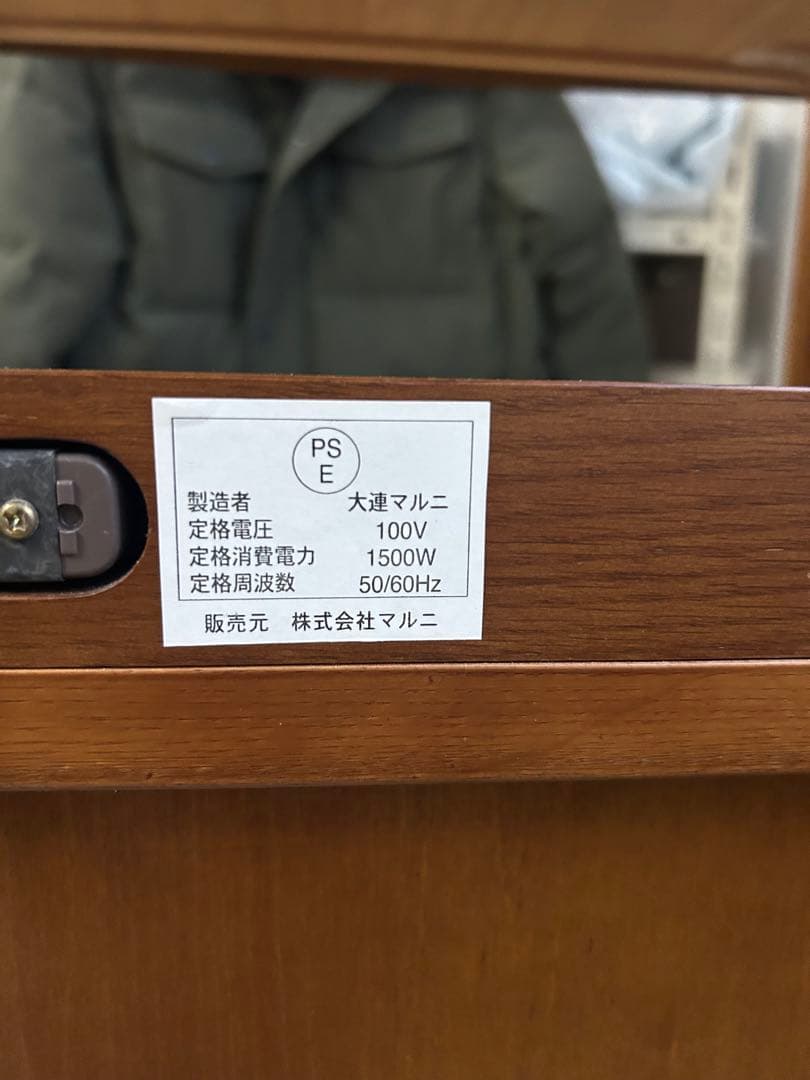 PS
E
製造者 大連マルニ
定格電圧 100V
定格消費電力 1500W
定格周波数 50/60Hz
販売元 株式会社マルニ